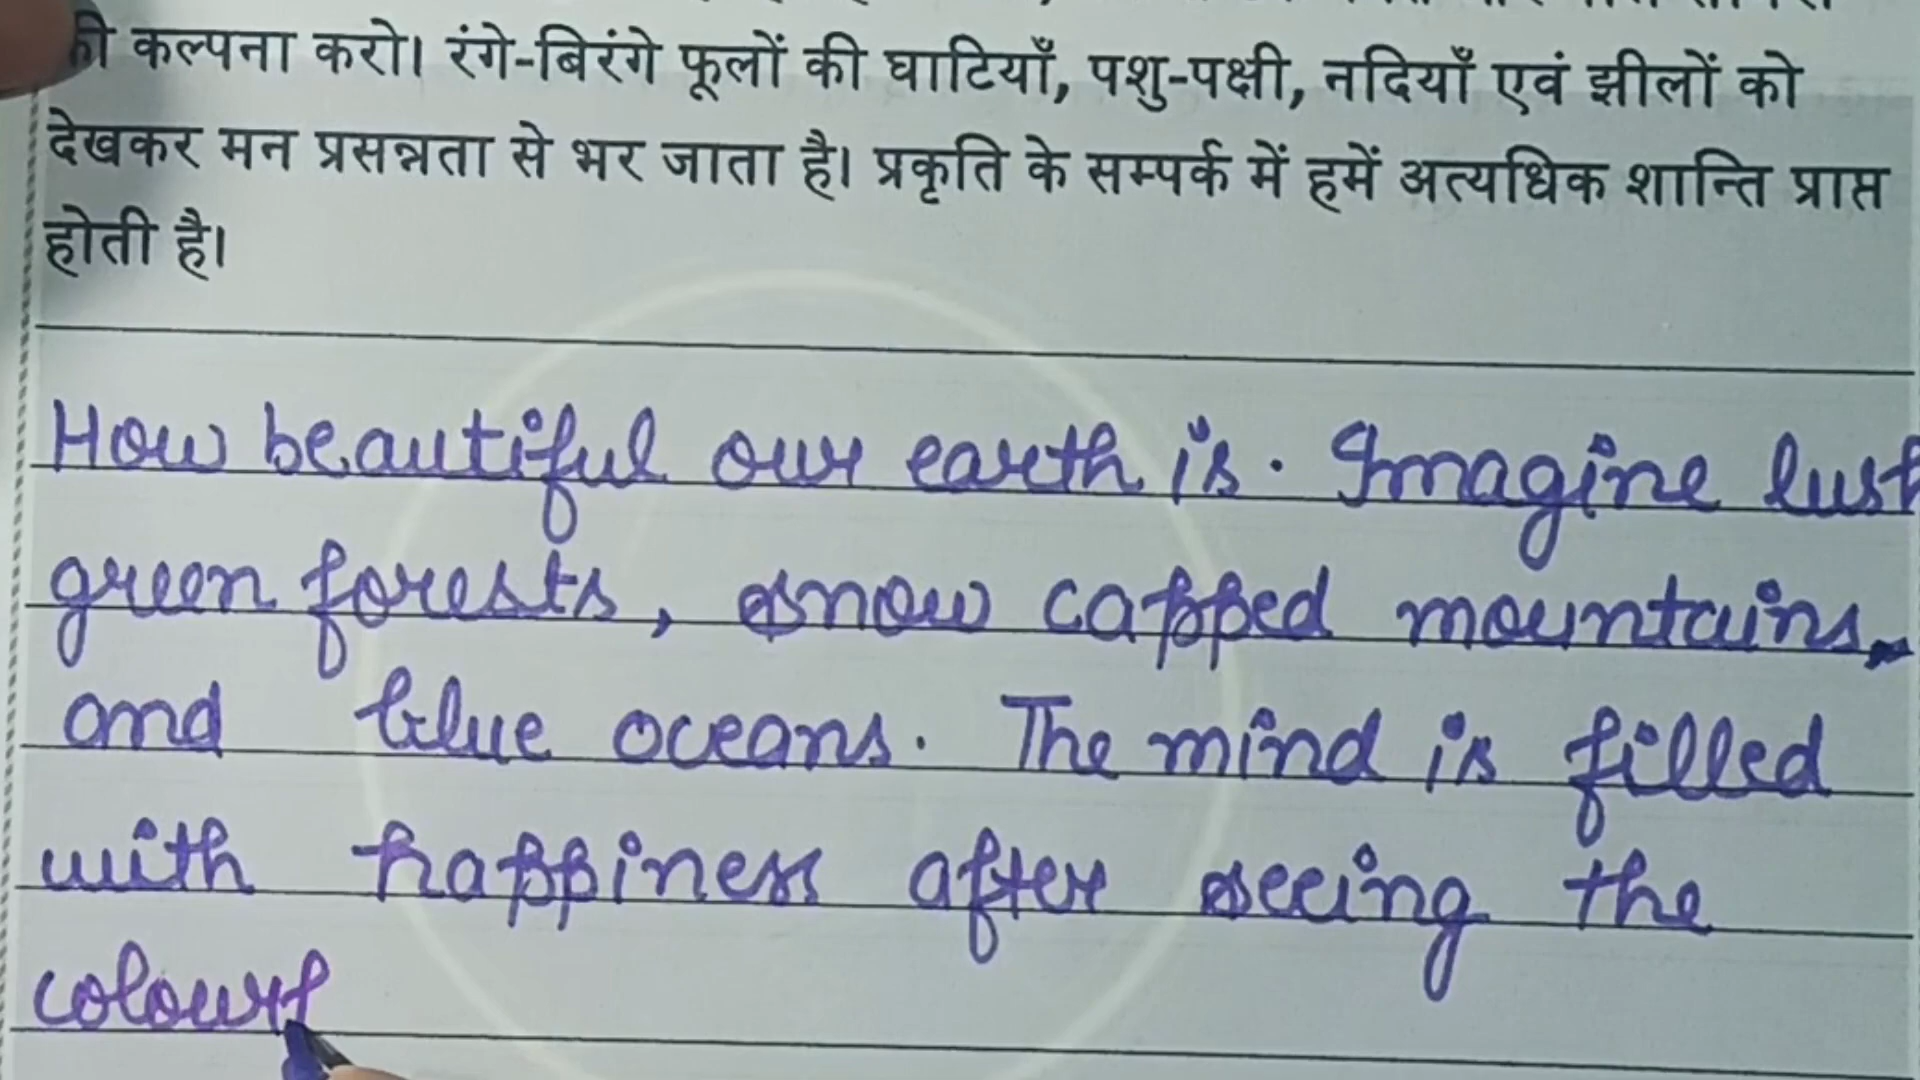 की कल्पना करो। रंगे-बिरंगे फूलों की घाटियाँ, पशु-पक्षी, नदियाँ एवं झीलों को
देखकर मन प्रसन्नता से भर जाता है। प्रकृति के सम्पर्क में हमें अत्यधिक शान्ति प्राप्त
होती है।
How beautiful our earth is. Imagine lush
green forests, snow capped mountains,
and blue oceans. The mind is filled
with happiness after seeing the
colourf